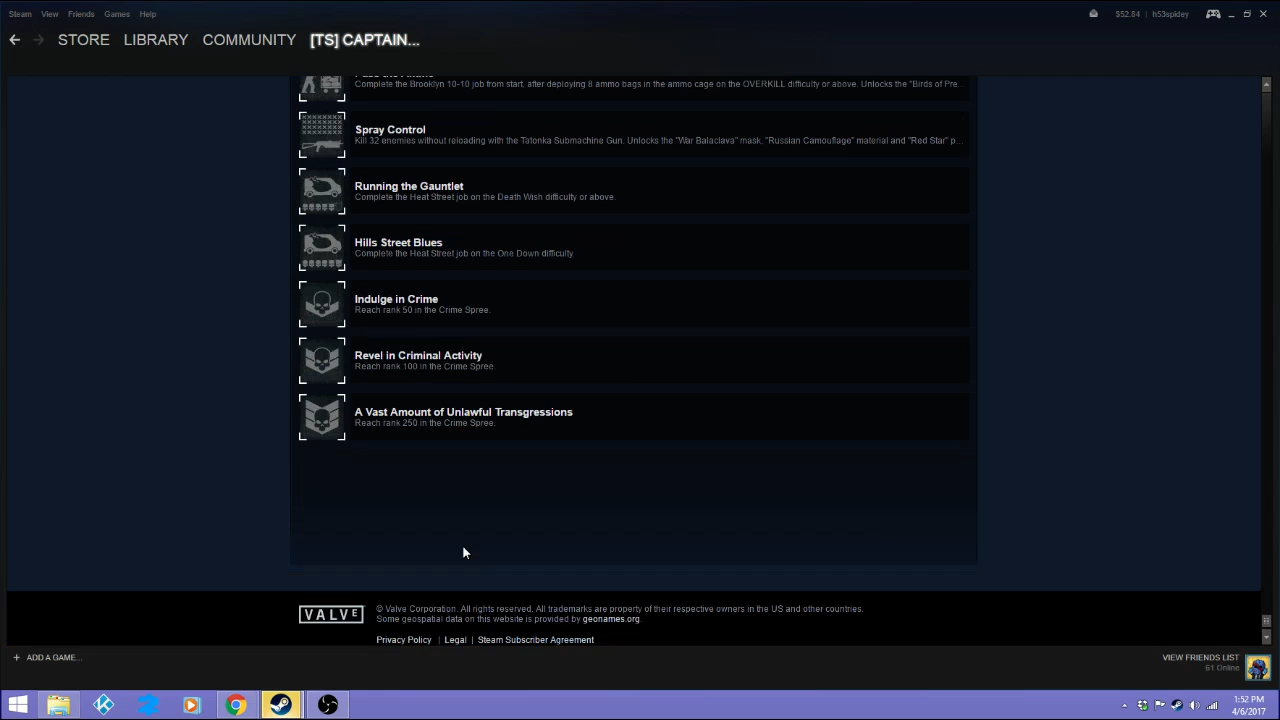 Steam View Friends Games Help
$52.84 h53spidey
STORE LIBRARY COMMUNITY [TS] CAPTAIN...
Complete the Brooklyn 10-10 job from start, after deploying 8 ammo bags in the ammo cage on the OVERKILL difficulty or above. Unlocks the "Birds of Pre...
Spray Control
Kill 32 enemies without reloading with the Tatonka Submachine Gun. Unlocks the "War Balaclava" mask. "Russian Camouflage" material and "Red Star" p...
Running the Gauntlet
Complete the Heat Street job on the Death Wish difficulty or above.
Hills Street Blues
Complete the Heat Street job on the One Down difficulty
Indulge in Crime
Reach rank 50 in the Crime Spree.
Revel in Criminal Activity
Reach rank 100 in the Crime Spree
A Vast Amount of Unlawful Transgressions
Reach rank 250 in the Crime Spree.
VALVE
© Valve Corporation. All rights reserved. All trademarks are property of their respective owners in the US and other countries.
Some geospatial data on this website is provided by geonames.org
Privacy Policy | Legal | Steam Subscriber Agreement
+ ADD A GAME...
VIEW FRIENDS LIST
61 Online
1:52 PM
4/6/2017